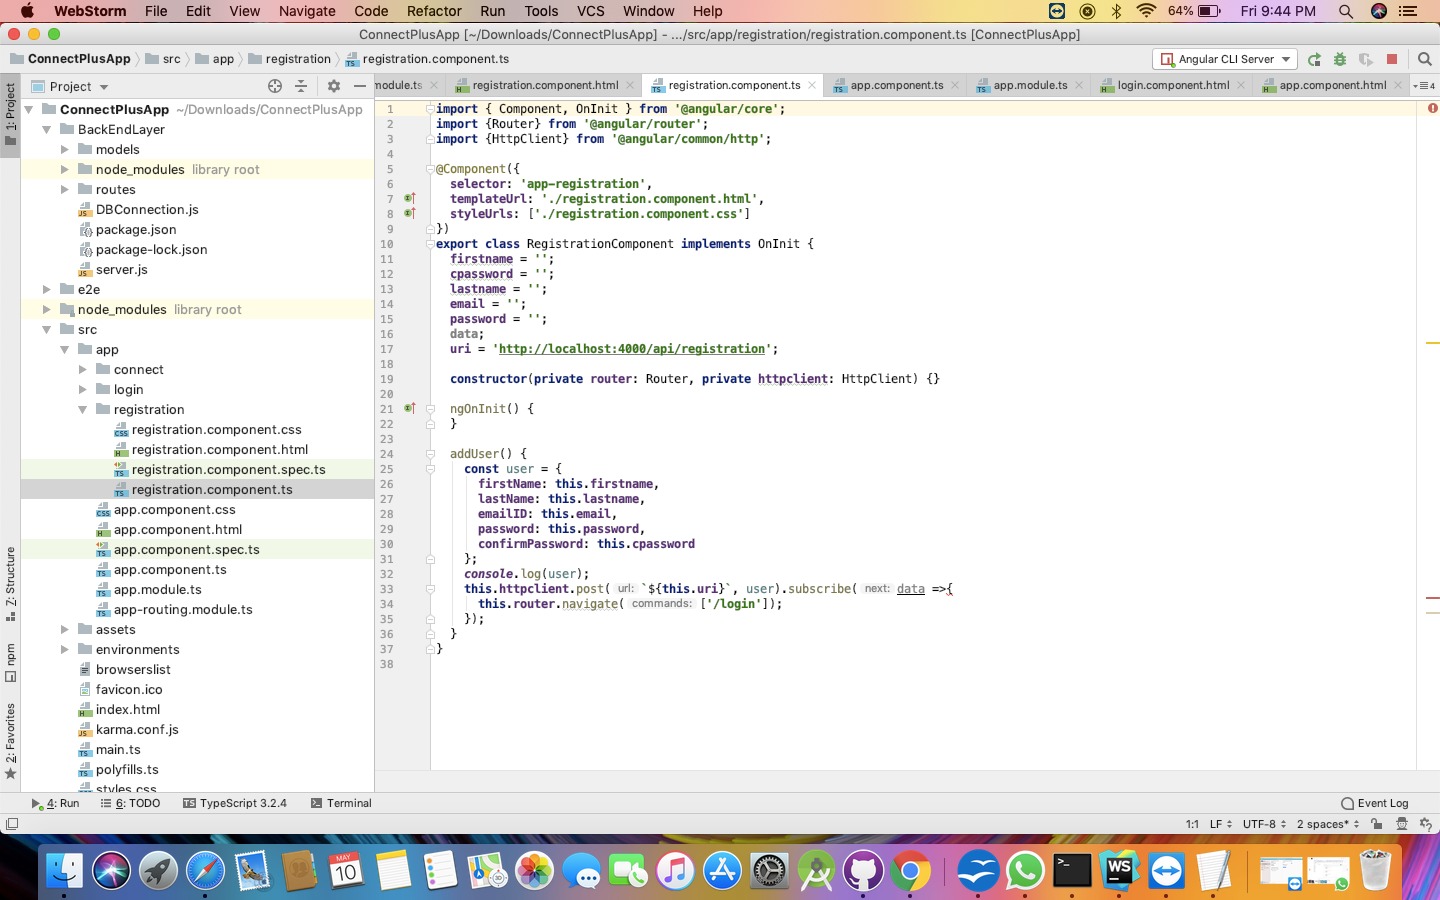 WebStorm File Edit View Navigate Code Refactor Run Tools VCS Window Help 64% Fri 9:44 PM
ConnectPlusApp [~/Downloads/ConnectPlusApp] - .../src/app/registration/registration.component.ts [ConnectPlusApp]
ConnectPlusApp src app registration registration.component.ts Angular CLI Server
Project module.ts registration.component.html registration.component.ts app.component.ts app.module.ts login.component.html app.component.html 4
1: Project
Z: Structure
npm
2: Favorites
ConnectPlusApp ~/Downloads/ConnectPlusApp
BackEndLayer
models
node_modules library root
routes
DBConnection.js
package.json
package-lock.json
server.js
e2e
node_modules library root
src
app
connect
login
registration
registration.component.css
registration.component.html
registration.component.spec.ts
registration.component.ts
app.component.css
app.component.html
app.component.spec.ts
app.component.ts
app.module.ts
app-routing.module.ts
assets
environments
browserslist
favicon.ico
index.html
karma.conf.js
main.ts
polyfills.ts
styles.css
1 import { Component, OnInit } from '@angular/core';
2 import {Router} from '@angular/router';
3 import {HttpClient} from '@angular/common/http';
4
5 @Component({
6 selector: 'app-registration',
7 templateUrl: './registration.component.html',
8 styleUrls: ['./registration.component.css']
9 })
10 export class RegistrationComponent implements OnInit {
11 firstname = '';
12 cpassword = '';
13 lastname = '';
14 email = '';
15 password = '';
16 data;
17 uri = 'http://localhost:4000/api/registration';
18
19 constructor(private router: Router, private httpclient: HttpClient) {}
20
21 ngOnInit() {
22 }
23
24 addUser() {
25 const user = {
26 firstName: this.firstname,
27 lastName: this.lastname,
28 emailID: this.email,
29 password: this.password,
30 confirmPassword: this.cpassword
31 };
32 console.log(user);
33 this.httpclient.post( url: `${this.uri}`, user).subscribe( next: data =>{
34 this.router.navigate( commands: ['/login']);
35 });
36 }
37 }
38
4: Run 6: TODO TypeScript 3.2.4 Terminal Event Log
1:1 LF UTF-8 2 spaces*
MAY
10
WS